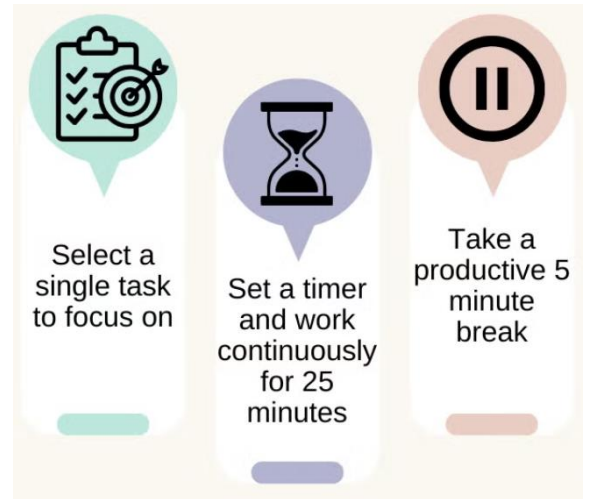 Select a
single task
to focus on
Set a timer
and work
continuously
for 25
minutes
Take a
productive 5
minute
break